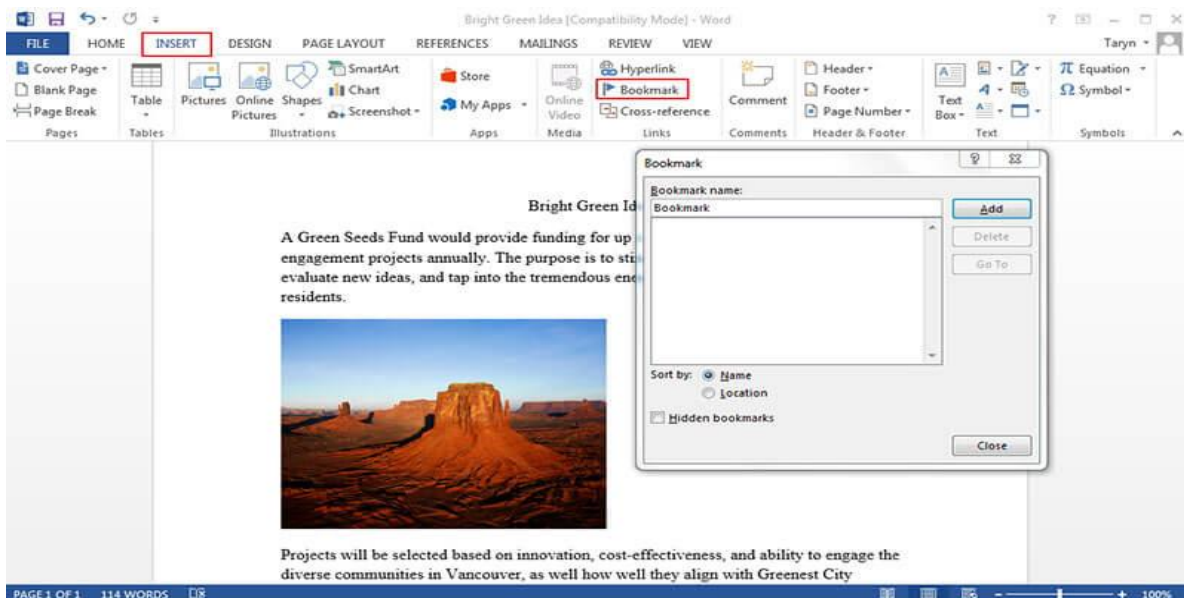 Bright Green Idea [Compatibility Mode] - Word
FILE HOME INSERT DESIGN PAGE LAYOUT REFERENCES MAILINGS REVIEW VIEW Taryn
Cover Page
Blank Page
Page Break
Pages
Table
Tables
Pictures
Online Pictures
Shapes
SmartArt
Chart
Screenshot
Illustrations
Store
My Apps
Apps
Online Video
Media
Hyperlink
Bookmark
Cross-reference
Links
Comment
Comments
Header
Footer
Page Number
Header & Footer
Text Box
Text
π Equation
Ω Symbol
Symbols
Bright Green Id
A Green Seeds Fund would provide funding for up
engagement projects annually. The purpose is to sti
evaluate new ideas, and tap into the tremendous ene
residents.
Bookmark
Bookmark name:
Bookmark
Add
Delete
Go To
Sort by: Name
Location
Hidden bookmarks
Close
Projects will be selected based on innovation, cost-effectiveness, and ability to engage the
diverse communities in Vancouver, as well how well they align with Greenest City
PAGE 1 OF 1 114 WORDS 100%